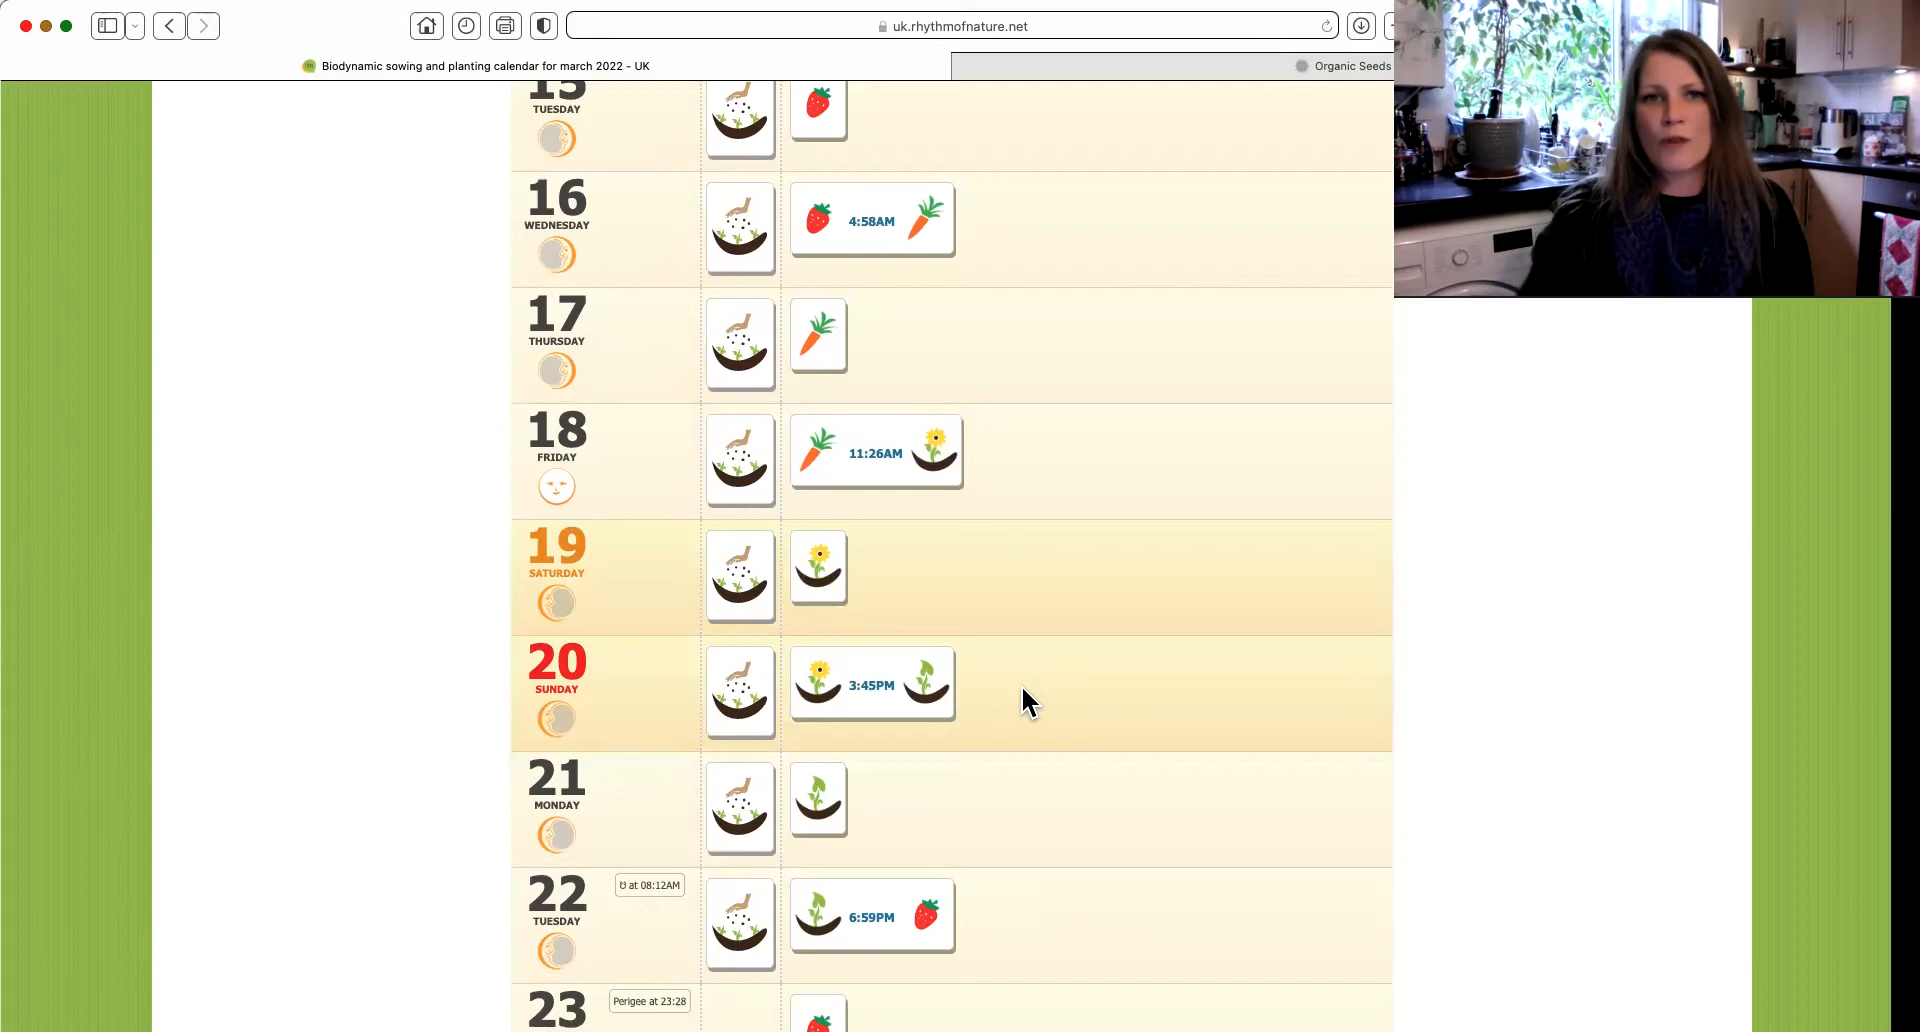 uk.rhythmofnature.net
Biodynamic sowing and planting calendar for march 2022 - UK
Organic Seeds
15
TUESDAY
16
WEDNESDAY
4:58AM
17
THURSDAY
18
FRIDAY
11:26AM
19
SATURDAY
20
SUNDAY
3:45PM
21
MONDAY
22
TUESDAY
☋ at 08:12AM
6:59PM
23
Perigee at 23:28